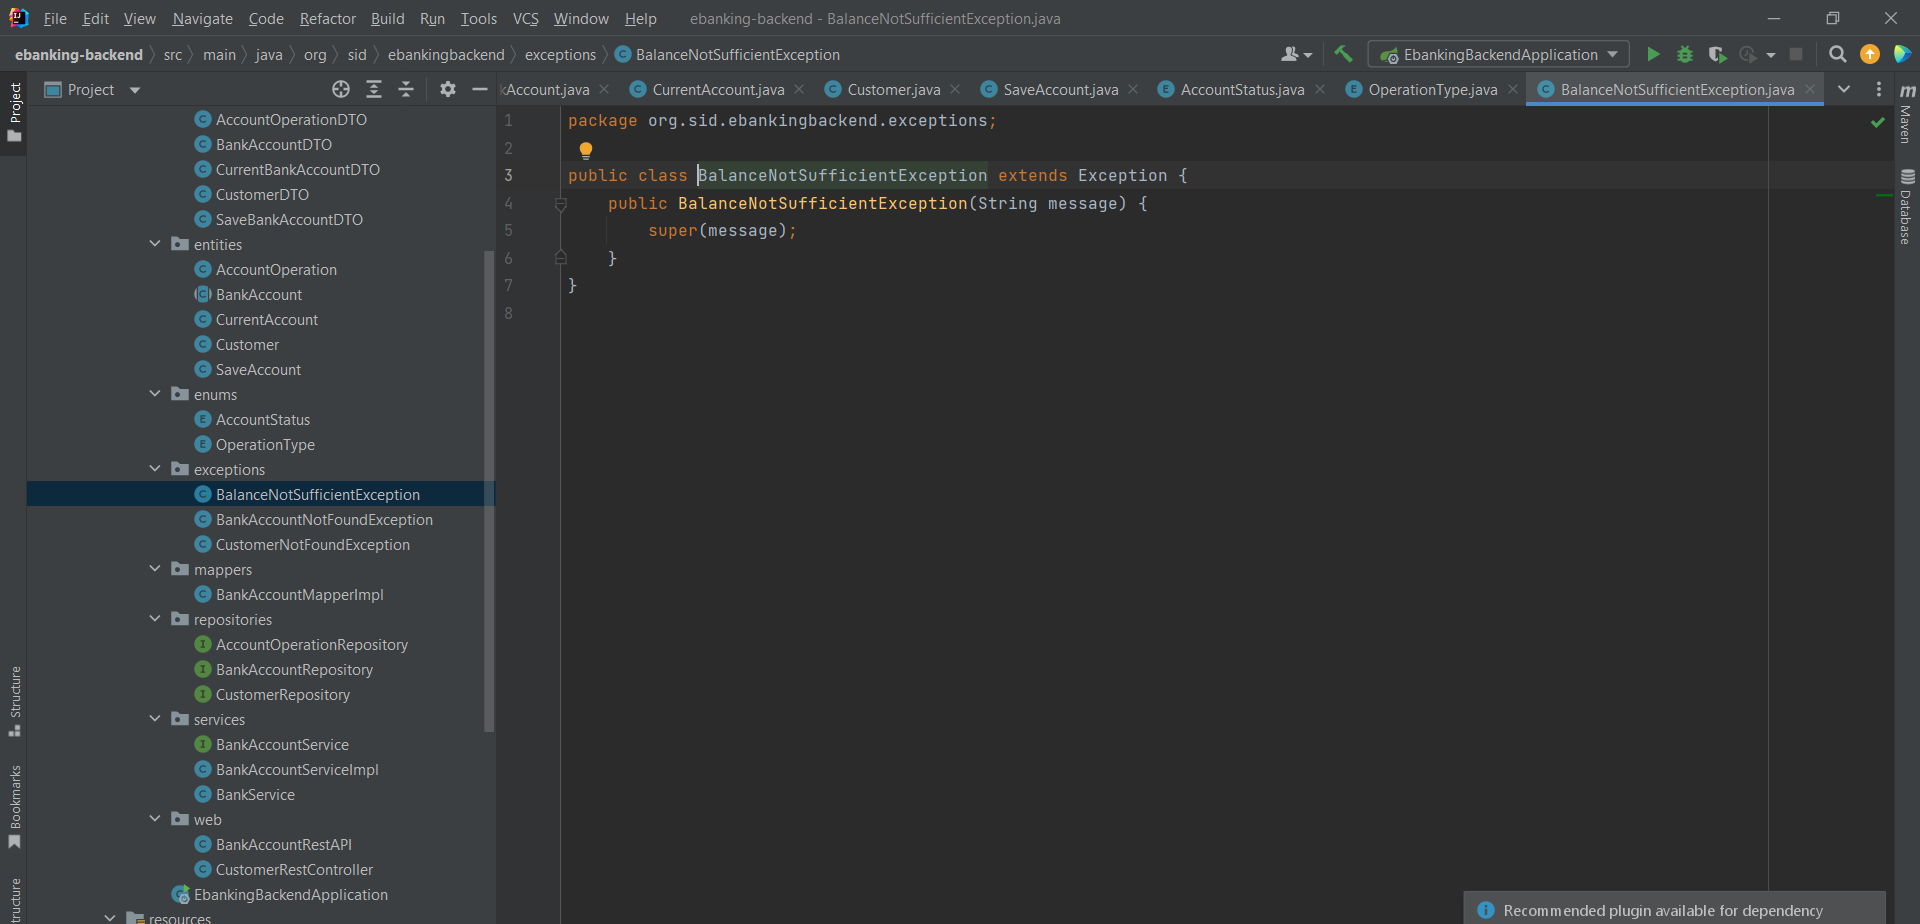 File Edit View Navigate Code Refactor Build Run Tools VCS Window Help ebanking-backend - BalanceNotSufficientException.java
ebanking-backend src main java org sid ebankingbackend exceptions BalanceNotSufficientException EbankingBackendApplication
Project
kAccount.java CurrentAccount.java Customer.java SaveAccount.java AccountStatus.java OperationType.java BalanceNotSufficientException.java
Project
Structure
Bookmarks
tructure
AccountOperationDTO
BankAccountDTO
CurrentBankAccountDTO
CustomerDTO
SaveBankAccountDTO
entities
AccountOperation
BankAccount
CurrentAccount
Customer
SaveAccount
enums
AccountStatus
OperationType
exceptions
BalanceNotSufficientException
BankAccountNotFoundException
CustomerNotFoundException
mappers
BankAccountMapperImpl
repositories
AccountOperationRepository
BankAccountRepository
CustomerRepository
services
BankAccountService
BankAccountServiceImpl
BankService
web
BankAccountRestAPI
CustomerRestController
EbankingBackendApplication
resources
1 package org.sid.ebankingbackend.exceptions;
2
3 public class BalanceNotSufficientException extends Exception {
4 public BalanceNotSufficientException(String message) {
5 super(message);
6 }
7 }
8
Maven
Database
Recommended plugin available for dependency